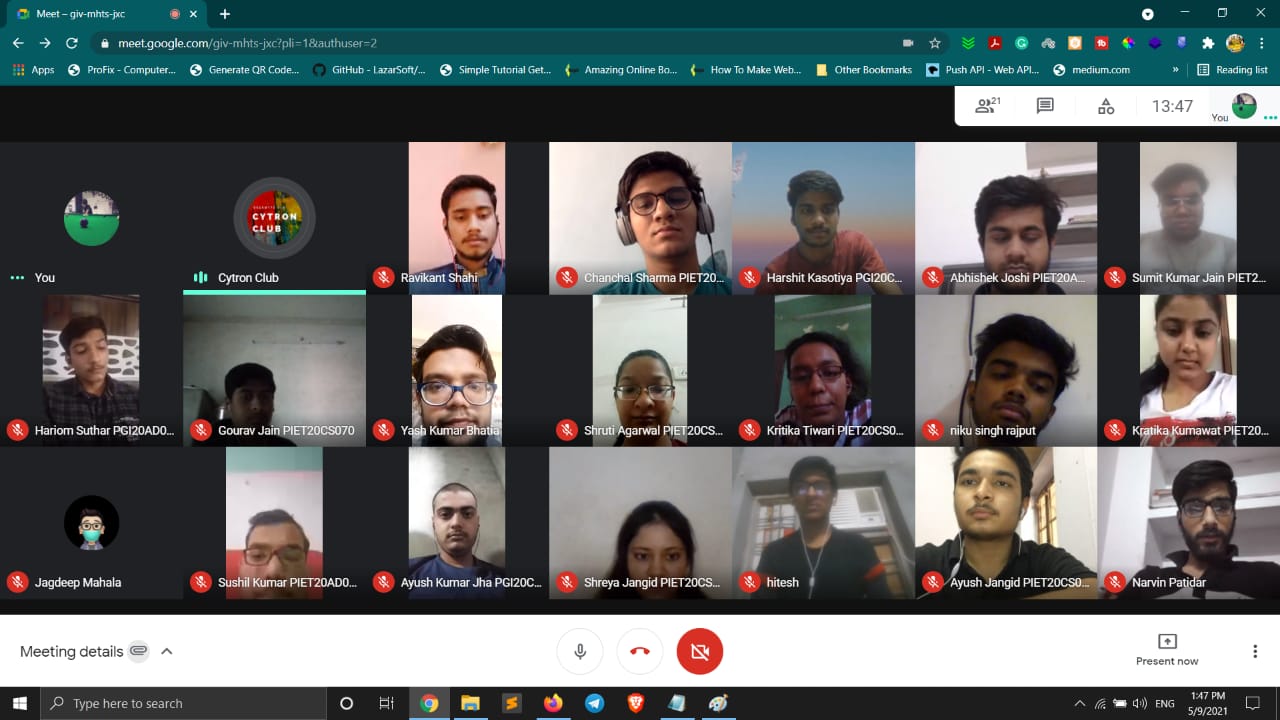 Meet – giv-mhts-jxc
meet.google.com/giv-mhts-jxc?pli=1&authuser=2
Apps
ProFix - Computer...
Generate QR Code...
GitHub - LazarSoft/...
Simple Tutorial Get...
Amazing Online Bo...
How To Make Web...
Other Bookmarks
Push API - Web API...
medium.com
»
Reading list
21
13:47
You
CYTRON
CLUB
You
Cytron Club
Ravikant Shahi
Chanchal Sharma PIET20...
Harshit Kasotiya PGI20C...
Abhishek Joshi PIET20A...
Sumit Kumar Jain PIET2...
Hariom Suthar PGI20AD0...
Gourav Jain PIET20CS070
Yash Kumar Bhatia
Shruti Agarwal PIET20CS...
Kritika Tiwari PIET20CS0...
niku singh rajput
Kratika Kumawat PIET20...
Jagdeep Mahala
Sushil Kumar PIET20AD0...
Ayush Kumar Jha PGI20C...
Shreya Jangid PIET20CS...
hitesh
Ayush Jangid PIET20CS0...
Narvin Patidar
Meeting details
Present now
Type here to search
ENG
1:47 PM
5/9/2021